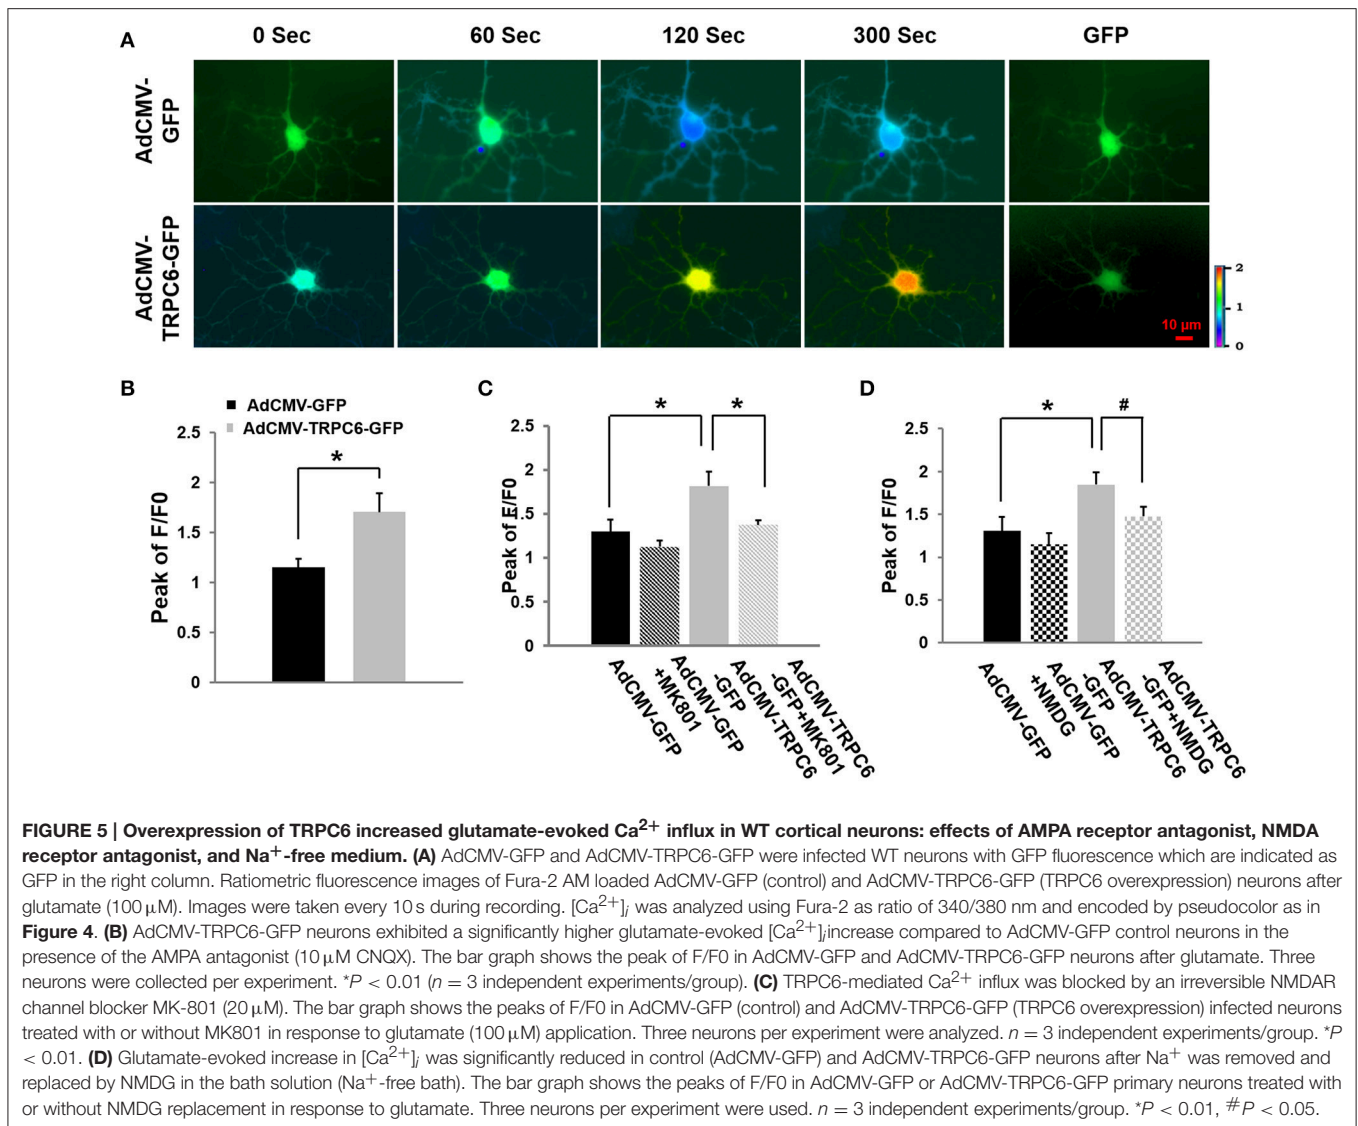 A
0 Sec
60 Sec
120 Sec
300 Sec
GFP
AdCMV-
GFP
AdCMV-
TRPC6-GFP
10 µm
2
1
0
B
AdCMV-GFP
AdCMV-TRPC6-GFP
Peak of F/F0
2.5
2
1.5
1
0.5
0
*
C
Peak of F/F0
2.5
2
1.5
1
0.5
0
*
*
AdCMV-GFP
+MK801
AdCMV-GFP
-GFP
AdCMV-TRPC6
-GFP+MK801
AdCMV-TRPC6
D
Peak of F/F0
2.5
2
1.5
1
0.5
0
*
#
AdCMV-GFP
+NMDG
AdCMV-GFP
-GFP
AdCMV-TRPC6
-GFP+NMDG
AdCMV-TRPC6
FIGURE 5 | Overexpression of TRPC6 increased glutamate-evoked Ca2+ influx in WT cortical neurons: effects of AMPA receptor antagonist, NMDA
receptor antagonist, and Na+-free medium. (A) AdCMV-GFP and AdCMV-TRPC6-GFP were infected WT neurons with GFP fluorescence which are indicated as
GFP in the right column. Ratiometric fluorescence images of Fura-2 AM loaded AdCMV-GFP (control) and AdCMV-TRPC6-GFP (TRPC6 overexpression) neurons after
glutamate (100 µM). Images were taken every 10 s during recording. [Ca2+]i was analyzed using Fura-2 as ratio of 340/380 nm and encoded by pseudocolor as in
Figure 4. (B) AdCMV-TRPC6-GFP neurons exhibited a significantly higher glutamate-evoked [Ca2+]i increase compared to AdCMV-GFP control neurons in the
presence of the AMPA antagonist (10 µM CNQX). The bar graph shows the peak of F/F0 in AdCMV-GFP and AdCMV-TRPC6-GFP neurons after glutamate. Three
neurons were collected per experiment. *P < 0.01 (n = 3 independent experiments/group). (C) TRPC6-mediated Ca2+ influx was blocked by an irreversible NMDAR
channel blocker MK-801 (20 µM). The bar graph shows the peaks of F/F0 in AdCMV-GFP (control) and AdCMV-TRPC6-GFP (TRPC6 overexpression) infected neurons
treated with or without MK801 in response to glutamate (100 µM) application. Three neurons per experiment were analyzed. n = 3 independent experiments/group. *P
< 0.01. (D) Glutamate-evoked increase in [Ca2+]i was significantly reduced in control (AdCMV-GFP) and AdCMV-TRPC6-GFP neurons after Na+ was removed and
replaced by NMDG in the bath solution (Na+-free bath). The bar graph shows the peaks of F/F0 in AdCMV-GFP or AdCMV-TRPC6-GFP primary neurons treated with
or without NMDG replacement in response to glutamate. Three neurons per experiment were used. n = 3 independent experiments/group. *P < 0.01, #P < 0.05.